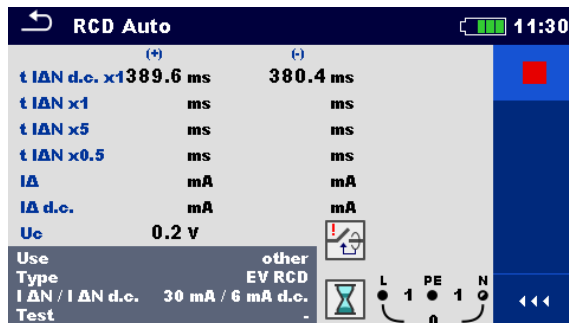 RCD Auto 11:30
(+) (-)
t IΔN d.c. x1 389.6 ms 380.4 ms
t IΔN x1 ms ms
t IΔN x5 ms ms
t IΔN x0.5 ms ms
IΔ mA mA
IΔ d.c. mA mA
Uc 0.2 V
Use other
Type EV RCD
I ΔN / I ΔN d.c. 30 mA / 6 mA d.c.
Test -
L PE N
1 1
0